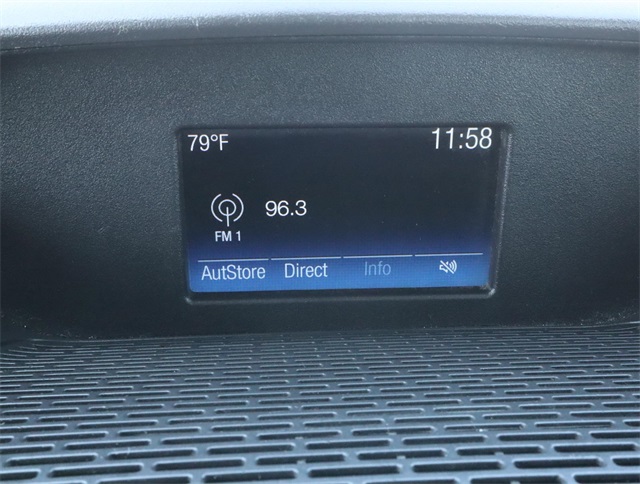 79°F 11:58
96.3
FM 1
AutStore Direct Info